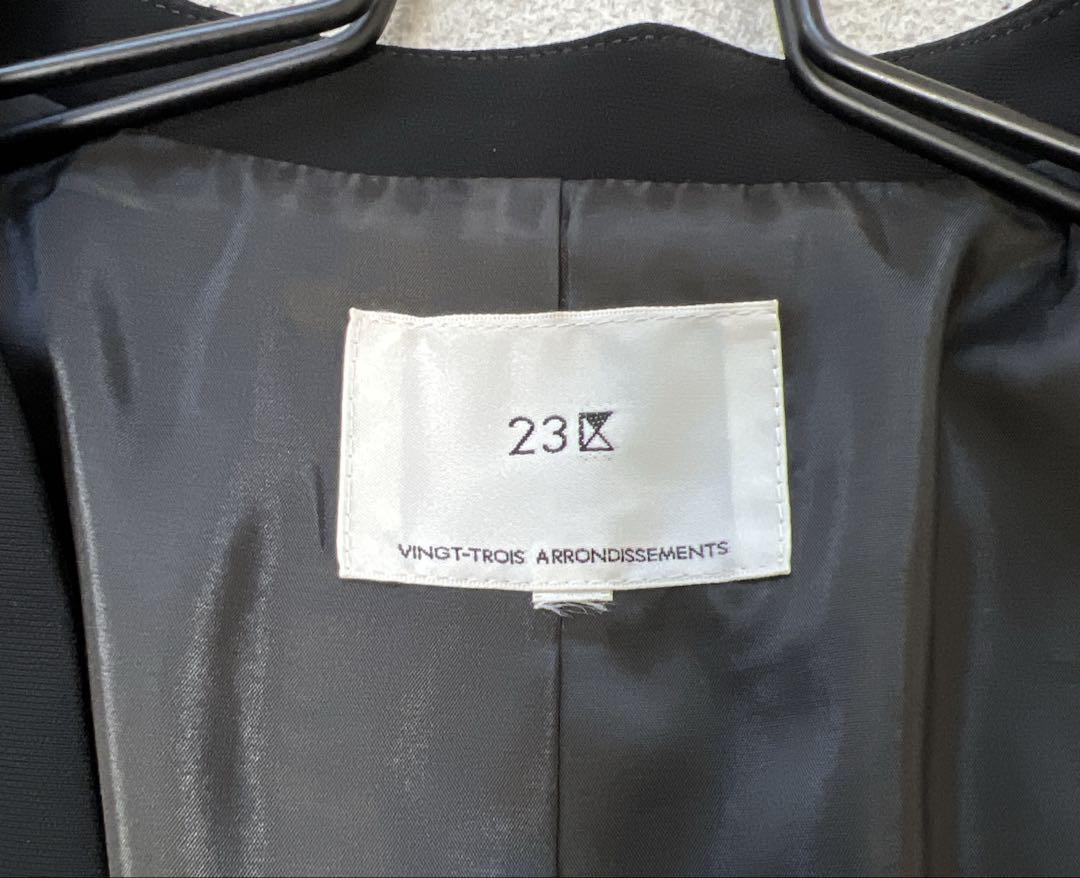 23区
VINGT-TROIS ARRONDISSEMENTS